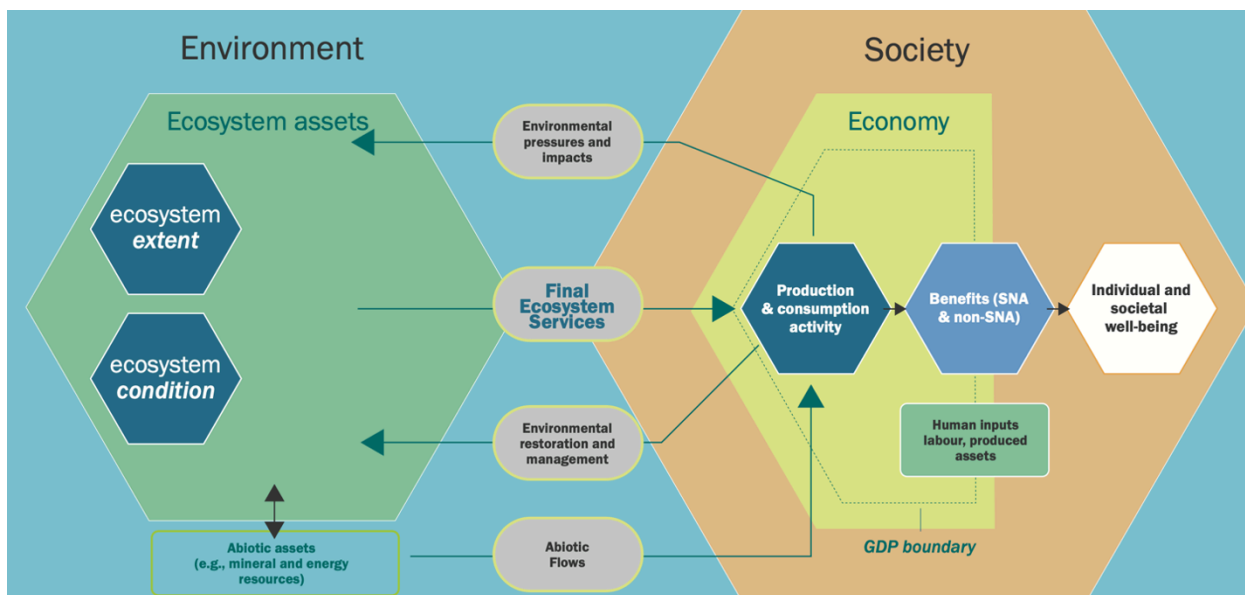 Environment
Society
Ecosystem assets
Economy
Environmental
pressures and
impacts
ecosystem
extent
Final
Ecosystem
Services
Production
& consumption
activity
Benefits (SNA
& non-SNA)
Individual and
societal
well-being
ecosystem
condition
Environmental
restoration and
management
Human inputs
labour, produced
assets
Abiotic assets
(e.g., mineral and energy
resources)
Abiotic
Flows
GDP boundary